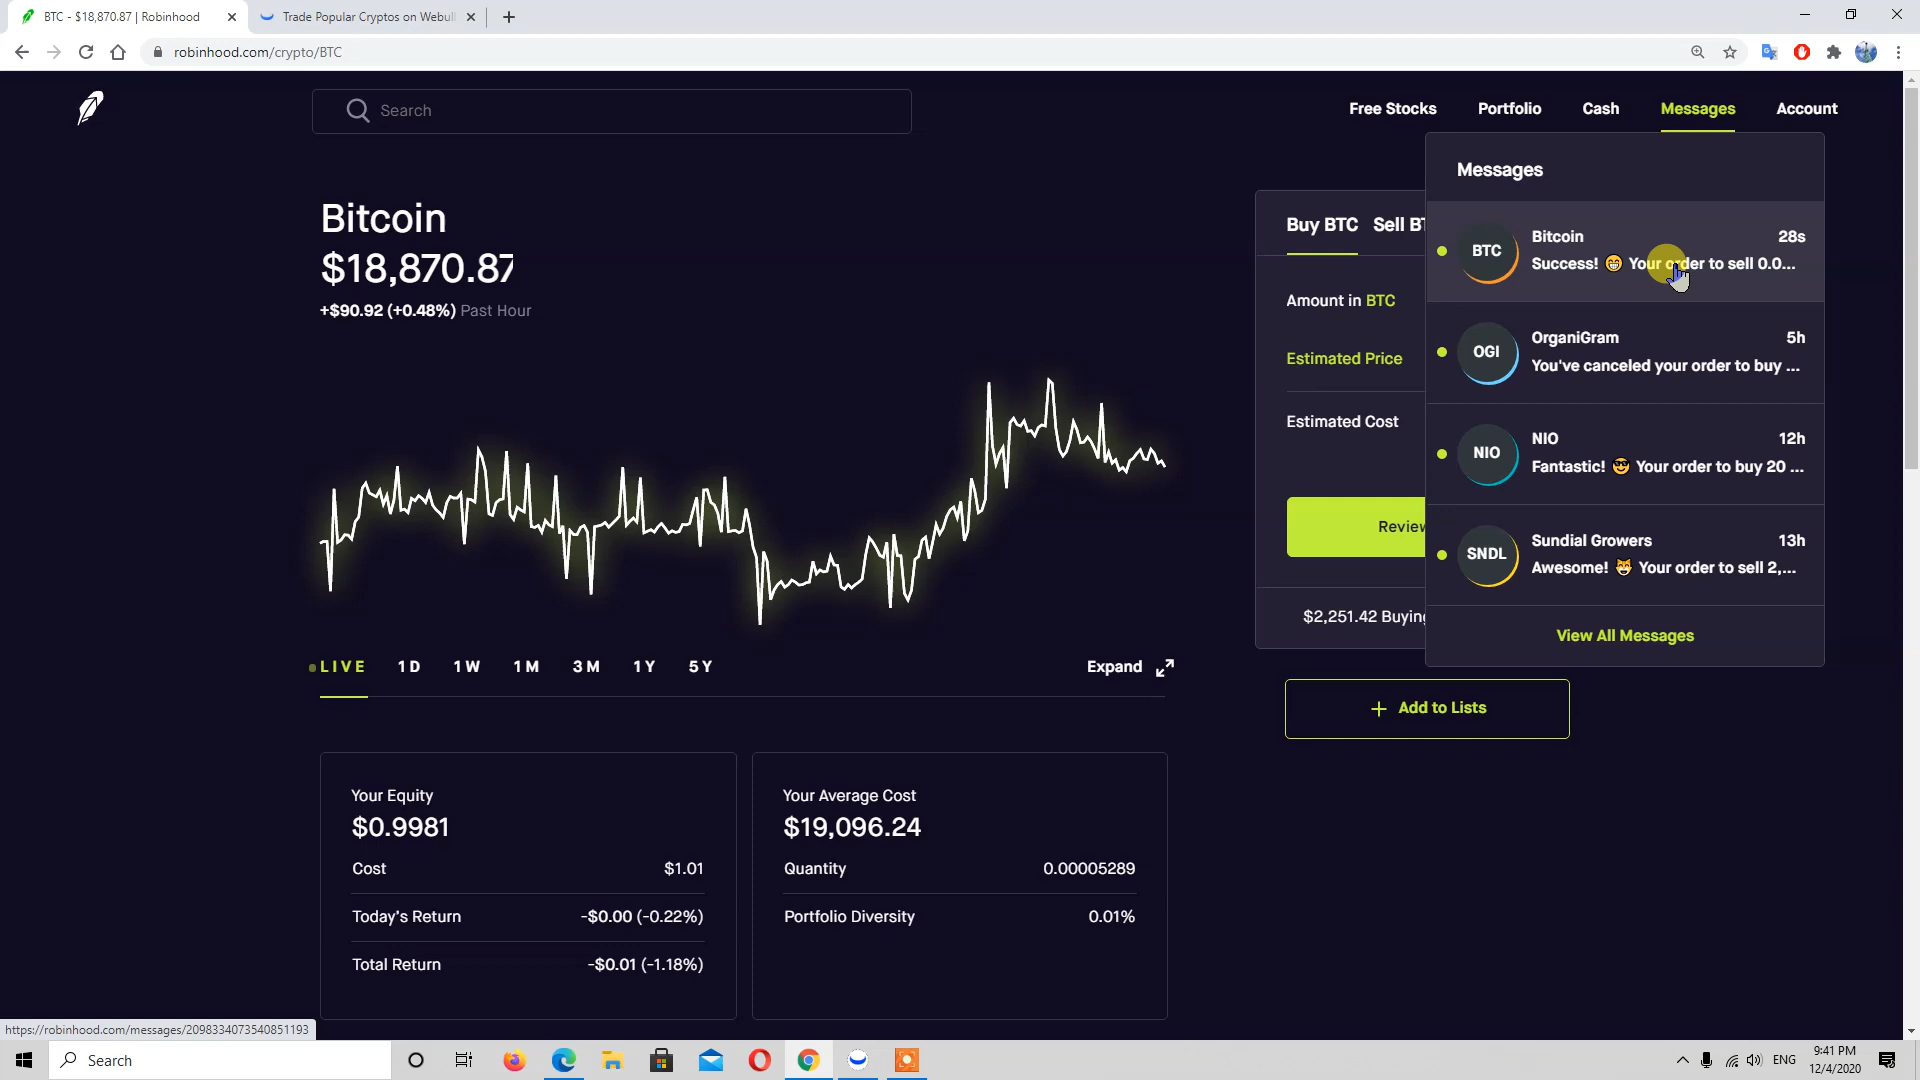 BTC - $18,870.87 | Robinhood
Trade Popular Cryptos on Webull
robinhood.com/crypto/BTC
Search
Free Stocks
Portfolio
Cash
Messages
Account
Bitcoin
$18,870.87
+$90.92 (+0.48%) Past Hour
LIVE
1D
1W
1M
3M
1Y
5Y
Expand
Buy BTC
Sell BT
Amount in BTC
Estimated Price
Estimated Cost
Review
$2,251.42 Buying
+ Add to Lists
Messages
BTC
Bitcoin
28s
Success! 😁 Your order to sell 0.0...
OGI
OrganiGram
5h
You've canceled your order to buy ...
NIO
NIO
12h
Fantastic! 😎 Your order to buy 20 ...
SNDL
Sundial Growers
13h
Awesome! 😸 Your order to sell 2,...
View All Messages
Your Equity
$0.9981
Cost
$1.01
Today's Return
-$0.00 (-0.22%)
Total Return
-$0.01 (-1.18%)
Your Average Cost
$19,096.24
Quantity
0.00005289
Portfolio Diversity
0.01%
https://robinhood.com/messages/2098334073540851193
Search
ENG
9:41 PM
12/4/2020